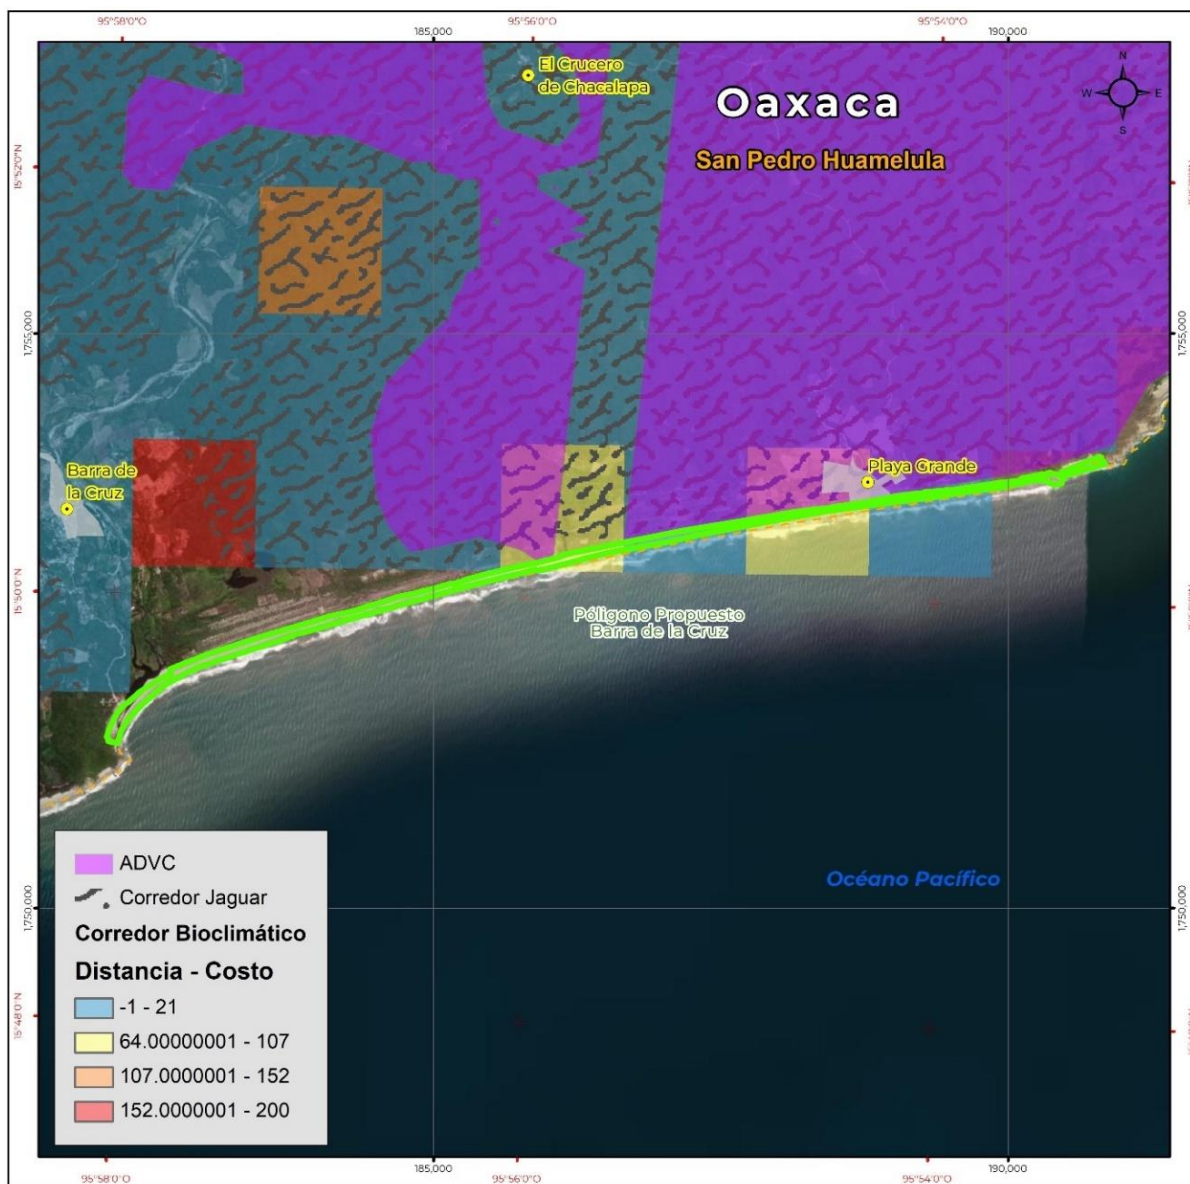 95°58'0"O
185,000
95°56'0"O
95°54'0"O
190,000
El Crucero
de Chacalapa
Oaxaca
San Pedro Huamelula
N
W
E
S
15°52'0"N
1,755,000
1,755,000
Barra de
la Cruz
Playa Grande
15°50'0"N
Póligono Propuesto
Barra de la Cruz
Océano Pacífico
1,750,000
1,750,000
15°48'0"N
ADVC
Corredor Jaguar
Corredor Bioclimático
Distancia - Costo
-1 - 21
64.00000001 - 107
107.0000001 - 152
152.0000001 - 200
95°58'0"O
185,000
95°56'0"O
95°54'0"O
190,000